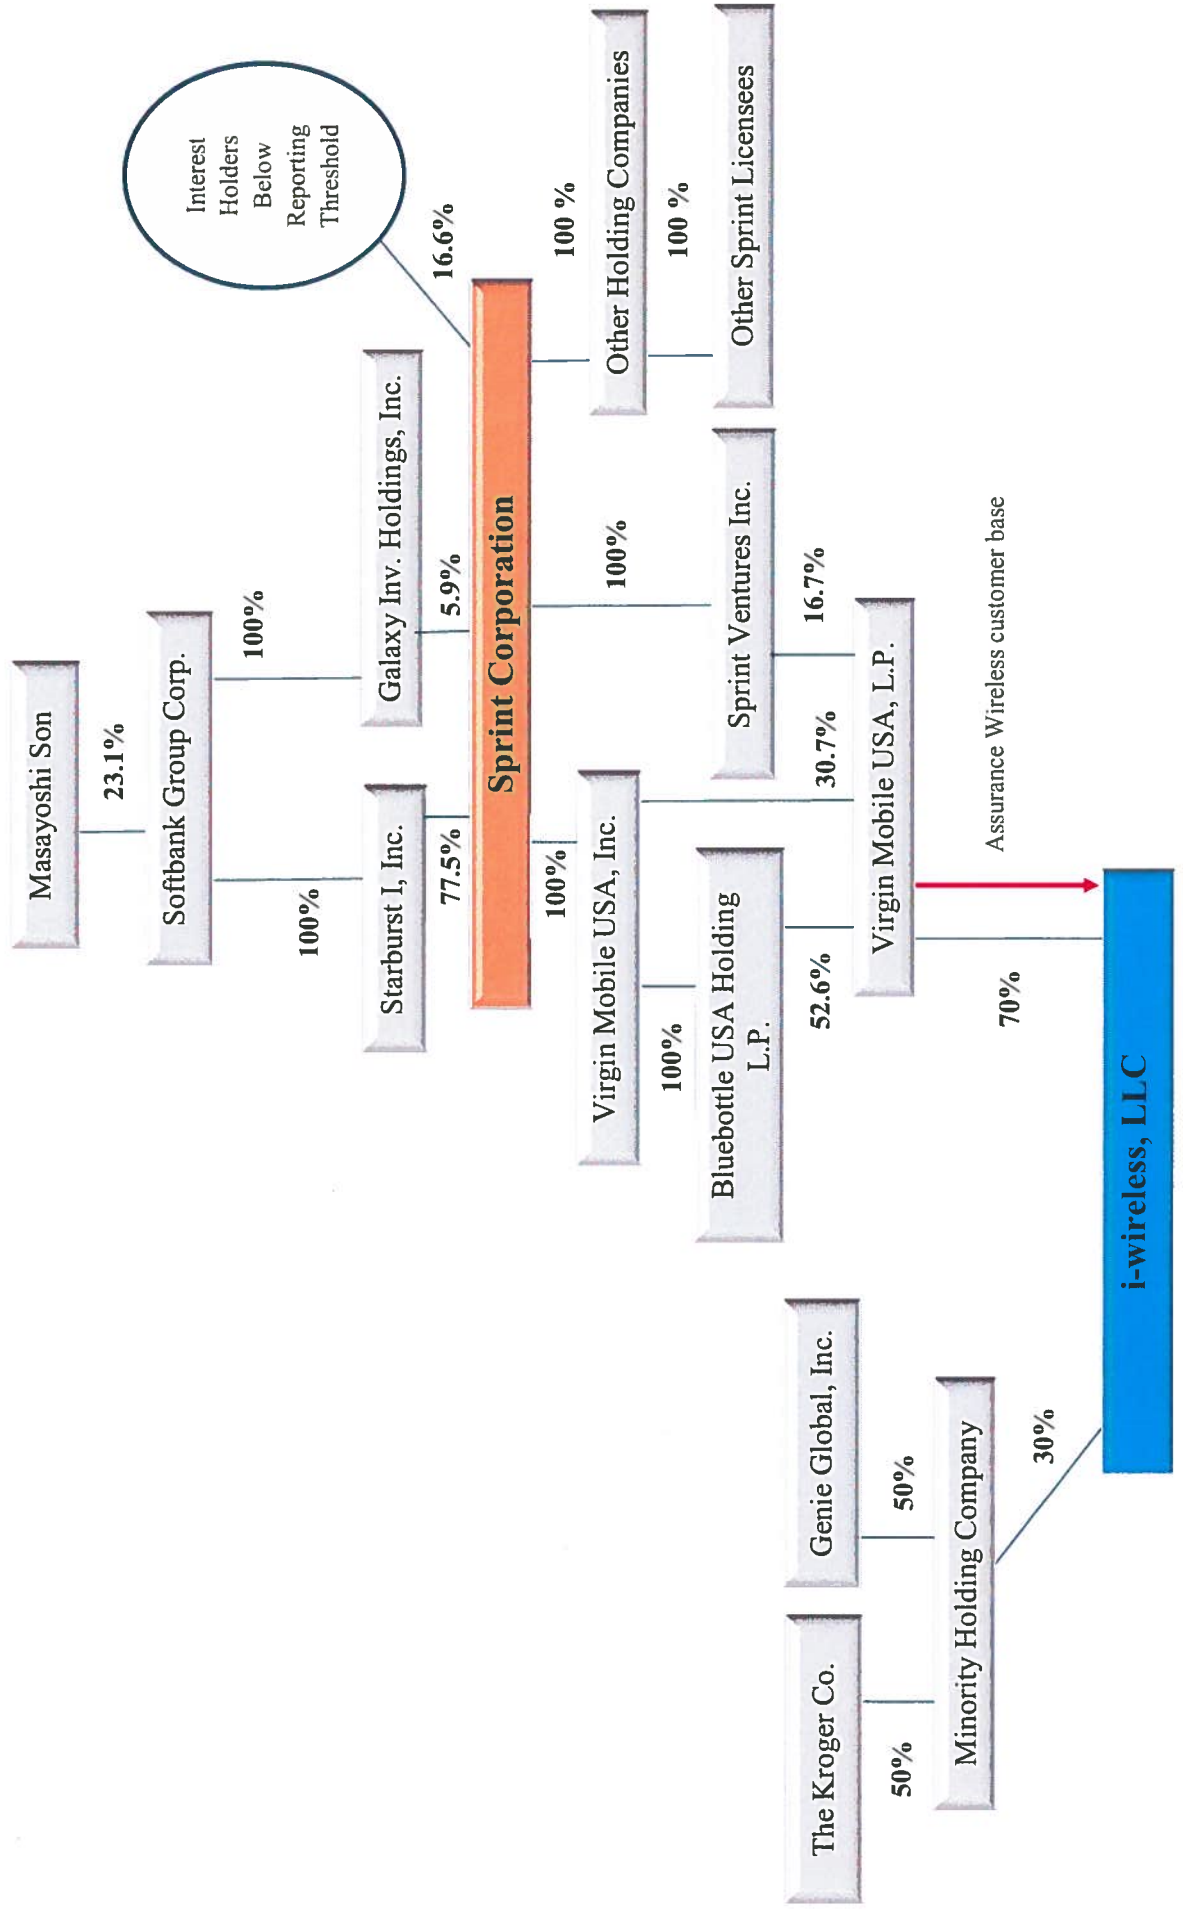 Masayoshi Son
23.1%
Softbank Group Corp.
100%
100%
Interest
Holders
Below
Reporting
Threshold
Starburst I, Inc.
Galaxy Inv. Holdings, Inc.
77.5%
5.9%
16.6%
Sprint Corporation
100%
100%
100 %
Virgin Mobile USA, Inc.
Other Holding Companies
100%
100 %
Bluebottle USA Holding
L.P.
Sprint Ventures Inc.
Other Sprint Licensees
52.6%
30.7%
16.7%
The Kroger Co.
Genie Global, Inc.
Virgin Mobile USA, L.P.
50%
50%
Minority Holding Company
70%
Assurance Wireless customer base
30%
i-wireless, LLC